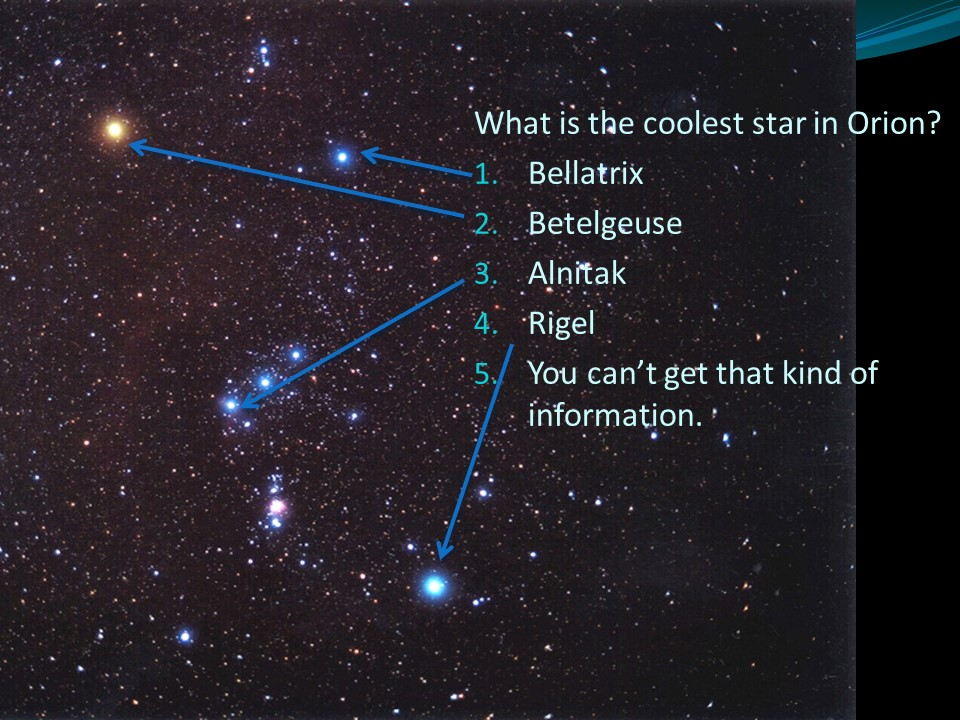 What is the coolest star in Orion?
1. Bellatrix
2. Betelgeuse
3. Alnitak
4. Rigel
5. You can’t get that kind of
information.